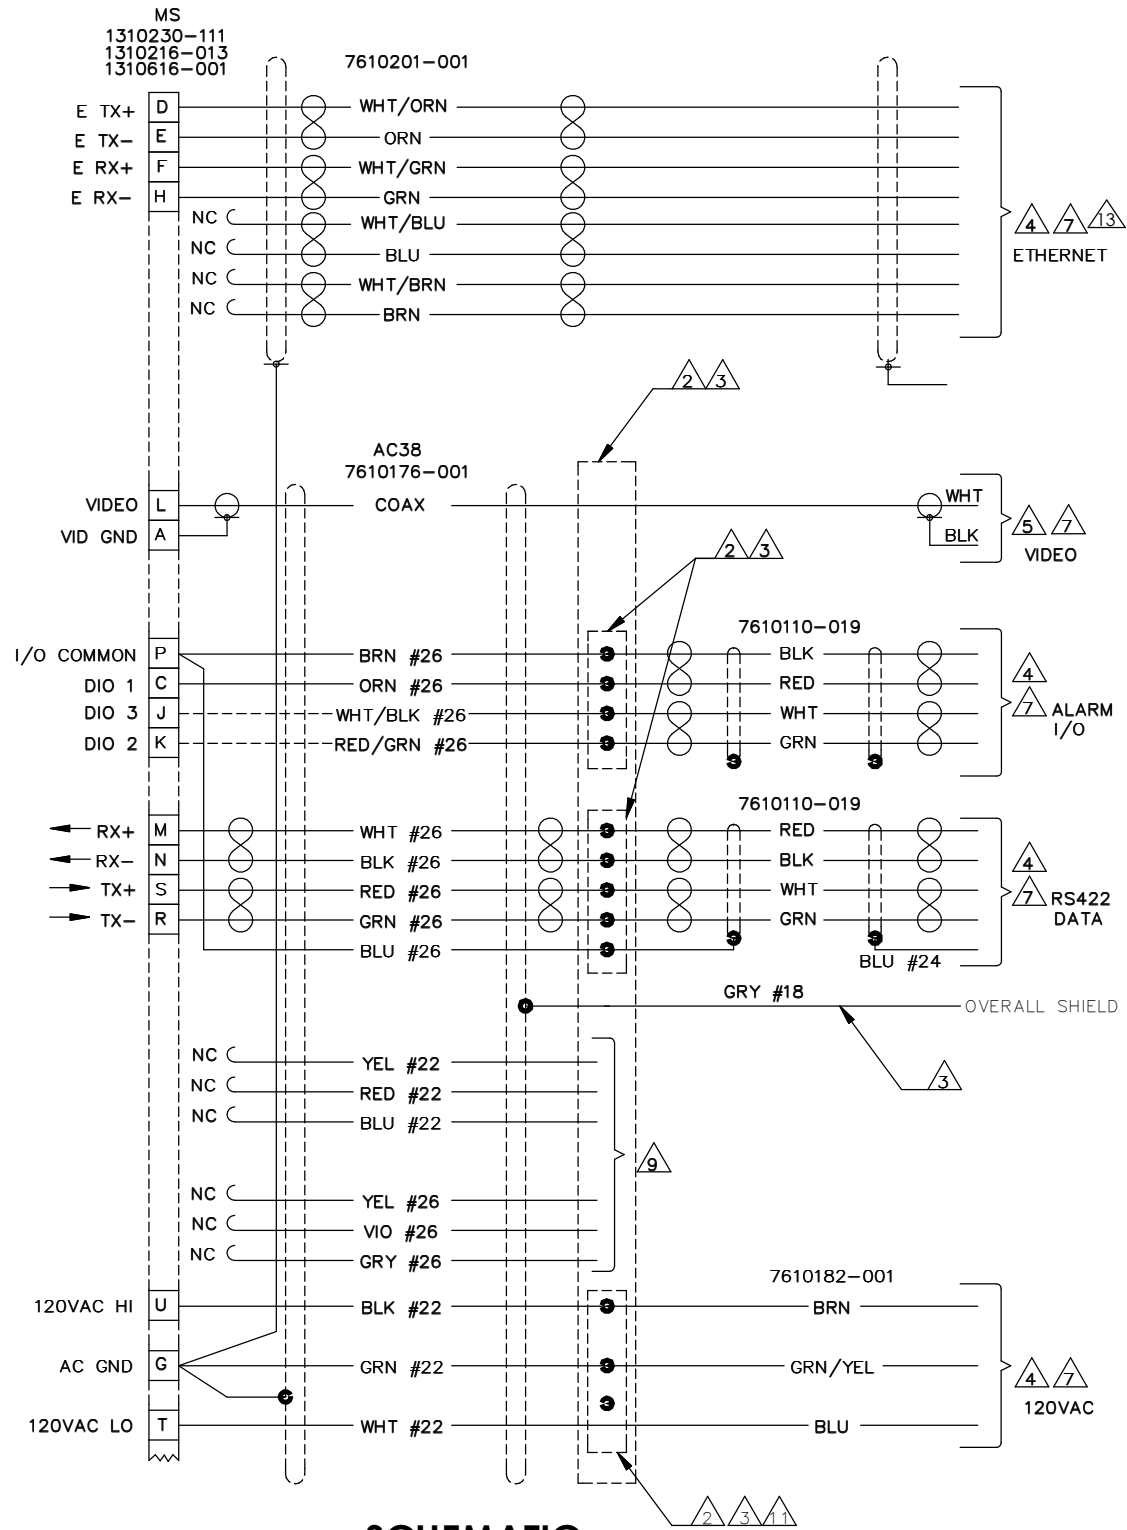 MS
1310230-111
1310216-013
1310616-001
7610201-001
E TX+ D WHT/ORN
E TX- E ORN
E RX+ F WHT/GRN
E RX- H GRN
NC WHT/BLU
NC BLU
NC WHT/BRN
NC BRN
4 7 13
ETHERNET
2 3
AC38
7610176-001
VIDEO L COAX WHT
VID GND A BLK
5 7
VIDEO
2 3
7610110-019
I/O COMMON P BRN #26 BLK
DIO 1 C ORN #26 RED
DIO 3 J WHT/BLK #26 WHT
DIO 2 K RED/GRN #26 GRN
4
7 ALARM
I/O
7610110-019
RX+ M WHT #26 RED
RX- N BLK #26 BLK
TX+ S RED #26 WHT
TX- R GRN #26 GRN
BLU #26
BLU #24
4
7 RS422
DATA
GRY #18
OVERALL SHIELD
3
NC YEL #22
NC RED #22
NC BLU #22
9
NC YEL #26
NC VIO #26
NC GRY #26
7610182-001
120VAC HI U BLK #22 BRN
AC GND G GRN #22 GRN/YEL
120VAC LO T WHT #22 BLU
4 7
120VAC
2 3 11
SCHEMATIC